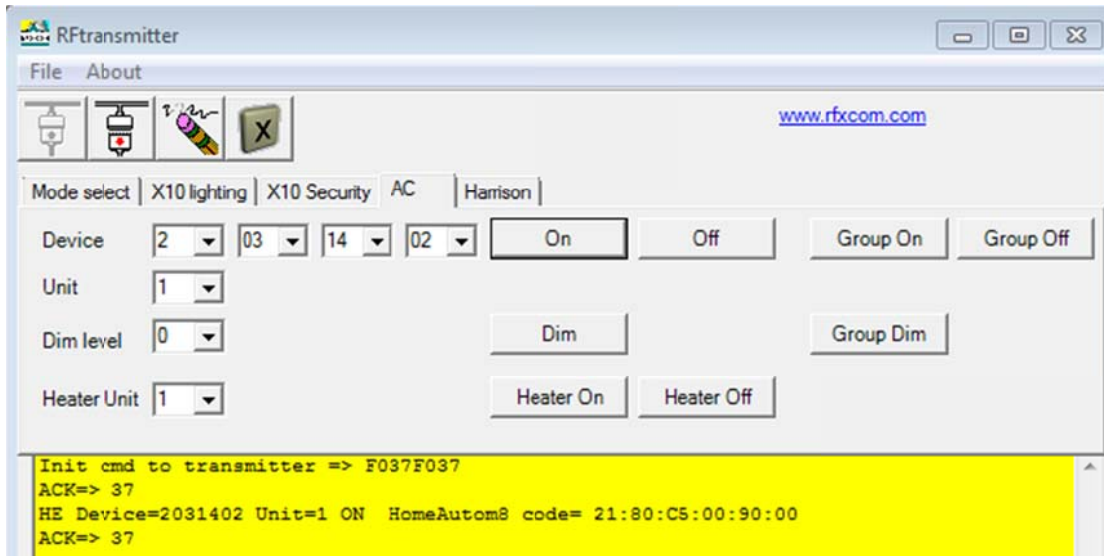 RFtransmitter
File About
www.rfxcom.com
Mode select X10 lighting X10 Security AC Harrison
Device 2 03 14 02 On Off Group On Group Off
Unit 1
Dim level 0 Dim Group Dim
Heater Unit 1 Heater On Heater Off
Init cmd to transmitter => F037F037
ACK=> 37
HE Device=2031402 Unit=1 ON HomeAutom8 code= 21:80:C5:00:90:00
ACK=> 37